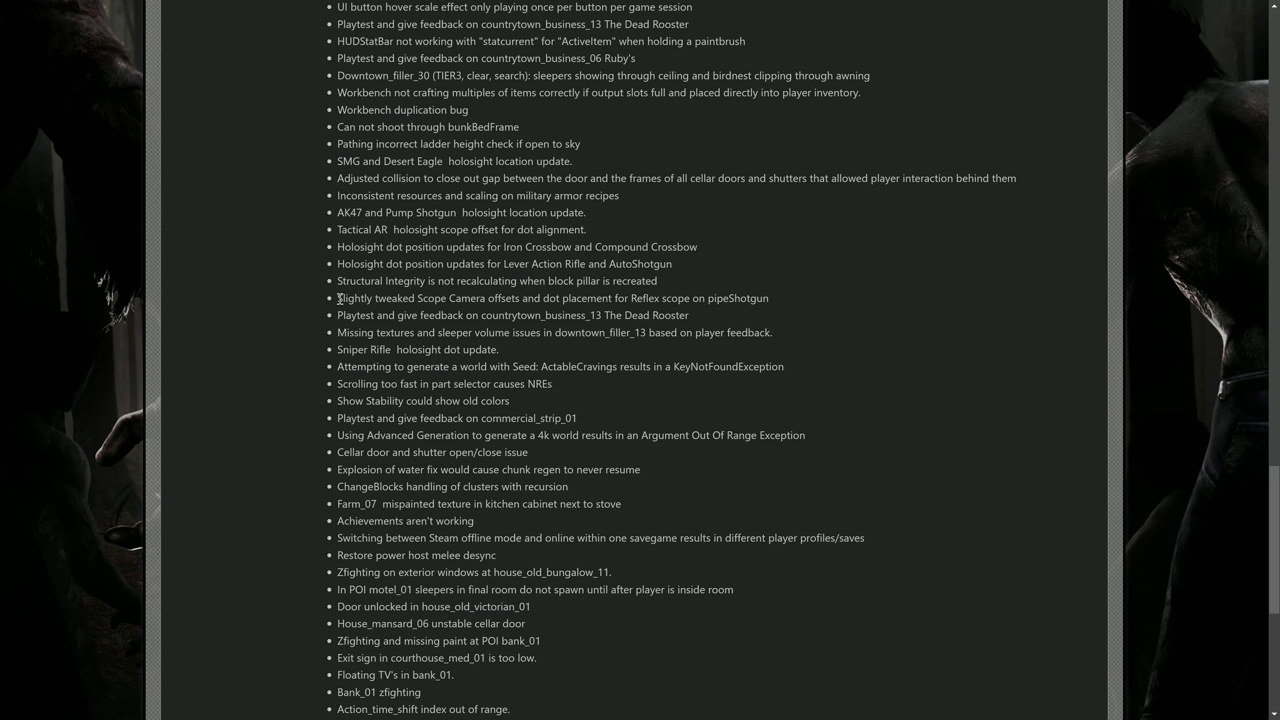 UI button hover scale effect only playing once per button per game session
Playtest and give feedback on countrytown_business_13 The Dead Rooster
HUDStatBar not working with "statcurrent" for "ActiveItem" when holding a paintbrush
Playtest and give feedback on countrytown_business_06 Ruby's
Downtown_filler_30 (TIER3, clear, search): sleepers showing through ceiling and birdnest clipping through awning
Workbench not crafting multiples of items correctly if output slots full and placed directly into player inventory.
Workbench duplication bug
Can not shoot through bunkBedFrame
Pathing incorrect ladder height check if open to sky
SMG and Desert Eagle  holosight location update.
Adjusted collision to close out gap between the door and the frames of all cellar doors and shutters that allowed player interaction behind them
Inconsistent resources and scaling on military armor recipes
AK47 and Pump Shotgun  holosight location update.
Tactical AR  holosight scope offset for dot alignment.
Holosight dot position updates for Iron Crossbow and Compound Crossbow
Holosight dot position updates for Lever Action Rifle and AutoShotgun
Structural Integrity is not recalculating when block pillar is recreated
Slightly tweaked Scope Camera offsets and dot placement for Reflex scope on pipeShotgun
Playtest and give feedback on countrytown_business_13 The Dead Rooster
Missing textures and sleeper volume issues in downtown_filler_13 based on player feedback.
Sniper Rifle  holosight dot update.
Attempting to generate a world with Seed: ActableCravings results in a KeyNotFoundException
Scrolling too fast in part selector causes NREs
Show Stability could show old colors
Playtest and give feedback on commercial_strip_01
Using Advanced Generation to generate a 4k world results in an Argument Out Of Range Exception
Cellar door and shutter open/close issue
Explosion of water fix would cause chunk regen to never resume
ChangeBlocks handling of clusters with recursion
Farm_07  mispainted texture in kitchen cabinet next to stove
Achievements aren't working
Switching between Steam offline mode and online within one savegame results in different player profiles/saves
Restore power host melee desync
Zfighting on exterior windows at house_old_bungalow_11.
In POI motel_01 sleepers in final room do not spawn until after player is inside room
Door unlocked in house_old_victorian_01
House_mansard_06 unstable cellar door
Zfighting and missing paint at POI bank_01
Exit sign in courthouse_med_01 is too low.
Floating TV's in bank_01.
Bank_01 zfighting
Action_time_shift index out of range.